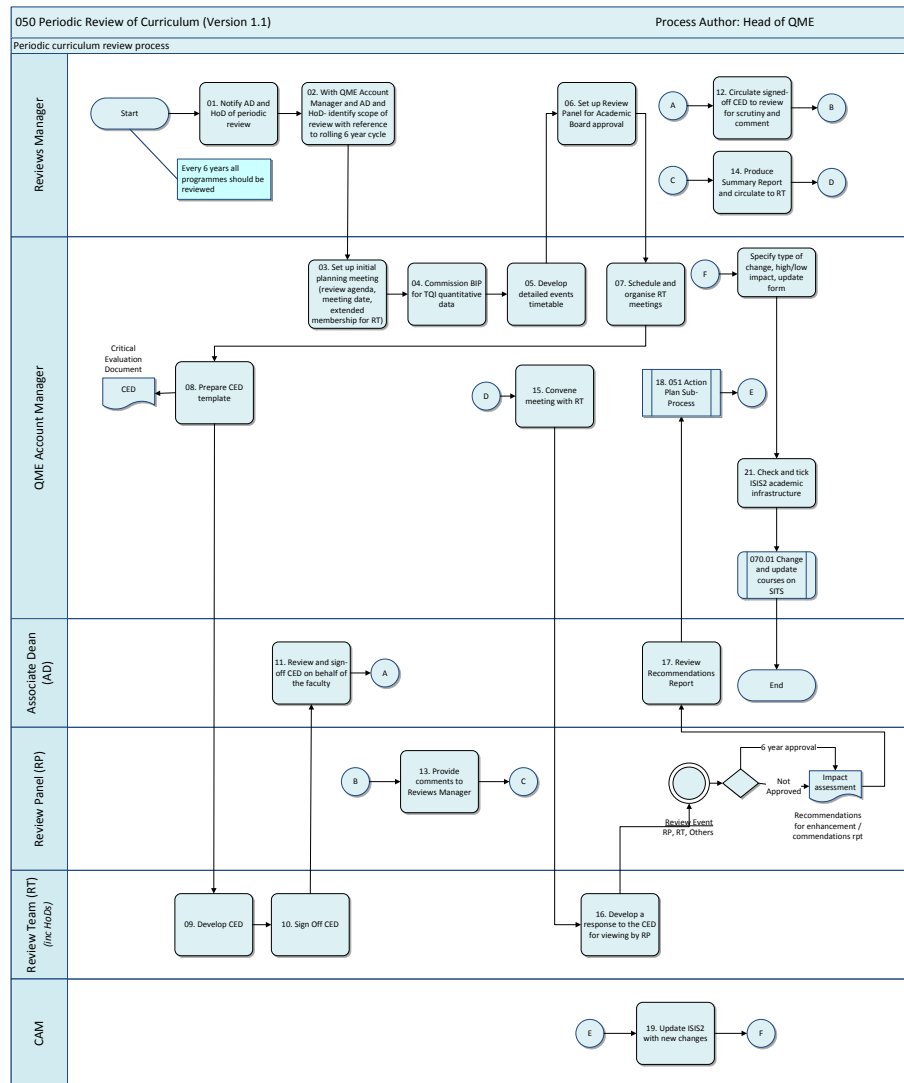 050 Periodic Review of Curriculum (Version 1.1)
Process Author: Head of QME
Periodic curriculum review process
Reviews Manager
Start
01. Notify AD and
HoD of periodic
review
02. With QME Account
Manager and AD and
HoD- identify scope of
review with reference
to rolling 6 year cycle
06. Set up Review
Panel for Academic
Board approval
A
12. Circulate signed-
off CED to review
for scrutiny and
comment
B
Every 6 years all
programmes should be
reviewed
C
14. Produce
Summary Report
and circulate to RT
D
QME Account Manager
03. Set up initial
planning meeting
(review agenda,
meeting date,
extended
membership for RT)
04. Commission BIP
for TQI quantitative
data
05. Develop
detailed events
timetable
07. Schedule and
organise RT
meetings
F
Specify type of
change, high/low
impact, update
form
Critical
Evaluation
Document
CED
08. Prepare CED
template
D
15. Convene
meeting with RT
18. 051 Action
Plan Sub-
Process
E
21. Check and tick
ISIS2 academic
infrastructure
070.01 Change
and update
courses on
SITS
Associate Dean
(AD)
11. Review and sign-
off CED on behalf of
the faculty
A
17. Review
Recommendations
Report
End
Review Panel (RP)
B
13. Provide
comments to
Reviews Manager
C
Review Event
RP, RT, Others
6 year approval
Not
Approved
Impact
assessment
Recommendations
for enhancement /
commendations rpt
Review Team (RT)
(inc HoDs)
09. Develop CED
10. Sign Off CED
16. Develop a
response to the CED
for viewing by RP
CAM
E
19. Update ISIS2
with new changes
F